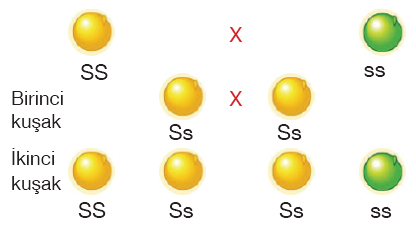 X
SS ss
Birinci
kuşak
X
Ss Ss
İkinci
kuşak
SS Ss Ss ss